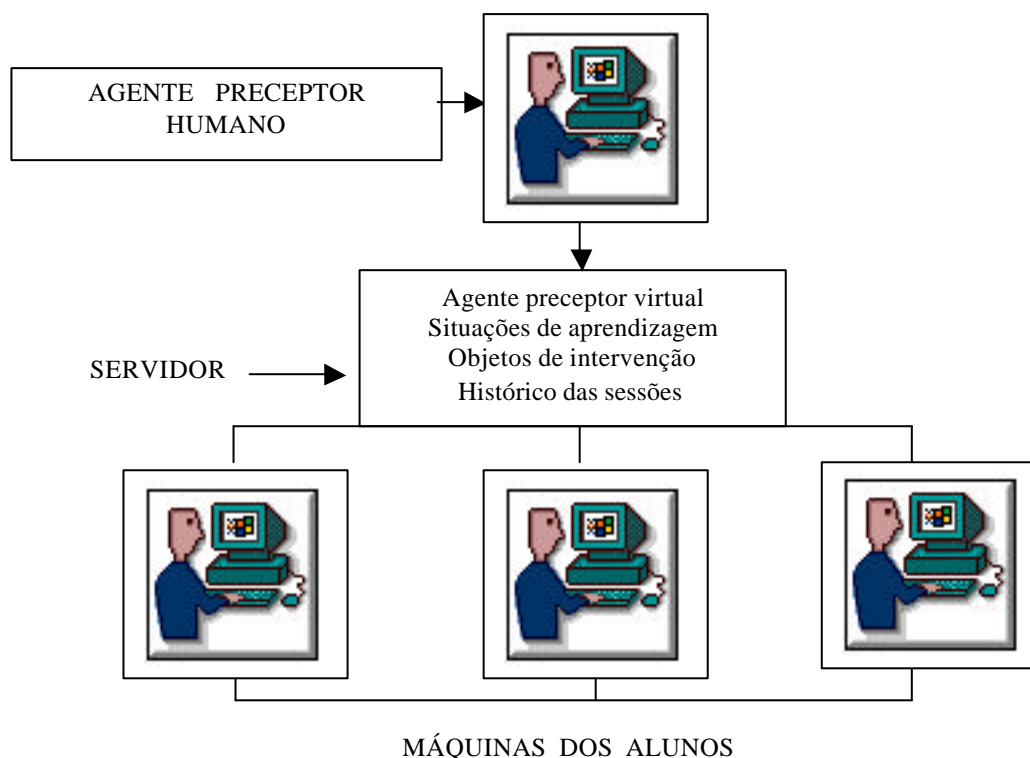 AGENTE PRECEPTOR
HUMANO
Agente preceptor virtual
Situações de aprendizagem
Objetos de intervenção
Histórico das sessões
SERVIDOR
MÁQUINAS DOS ALUNOS